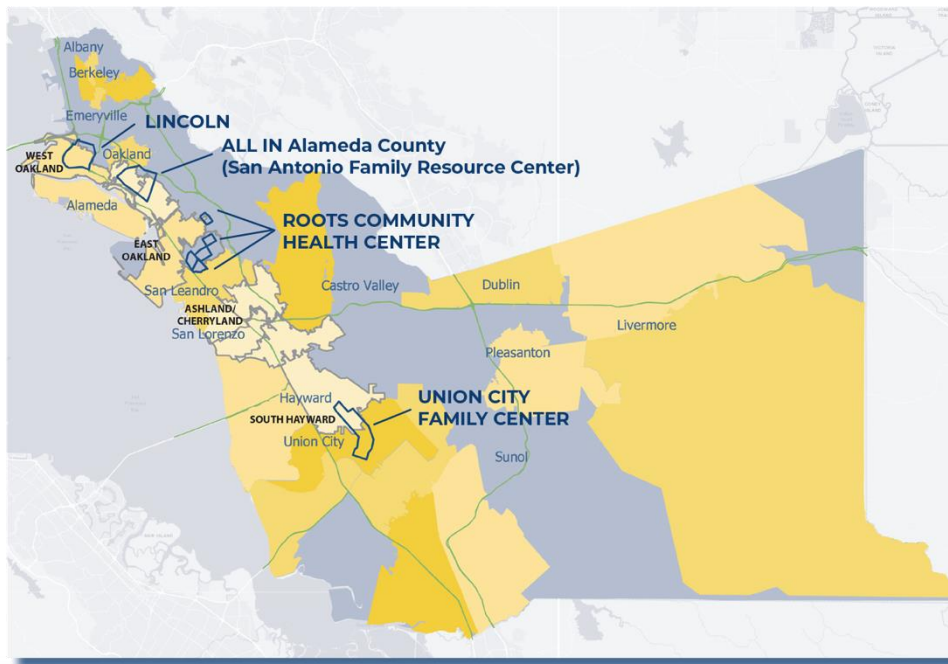 Albany
Berkeley
Emeryville
LINCOLN
WEST
OAKLAND
Oakland
ALL IN Alameda County
(San Antonio Family Resource Center)
Alameda
ROOTS COMMUNITY
HEALTH CENTER
EAST
OAKLAND
San Leandro
Castro Valley
Dublin
ASHLAND/
CHERRYLAND
San Lorenzo
Livermore
Pleasanton
Hayward
UNION CITY
FAMILY CENTER
SOUTH HAYWARD
Union City
Sunol